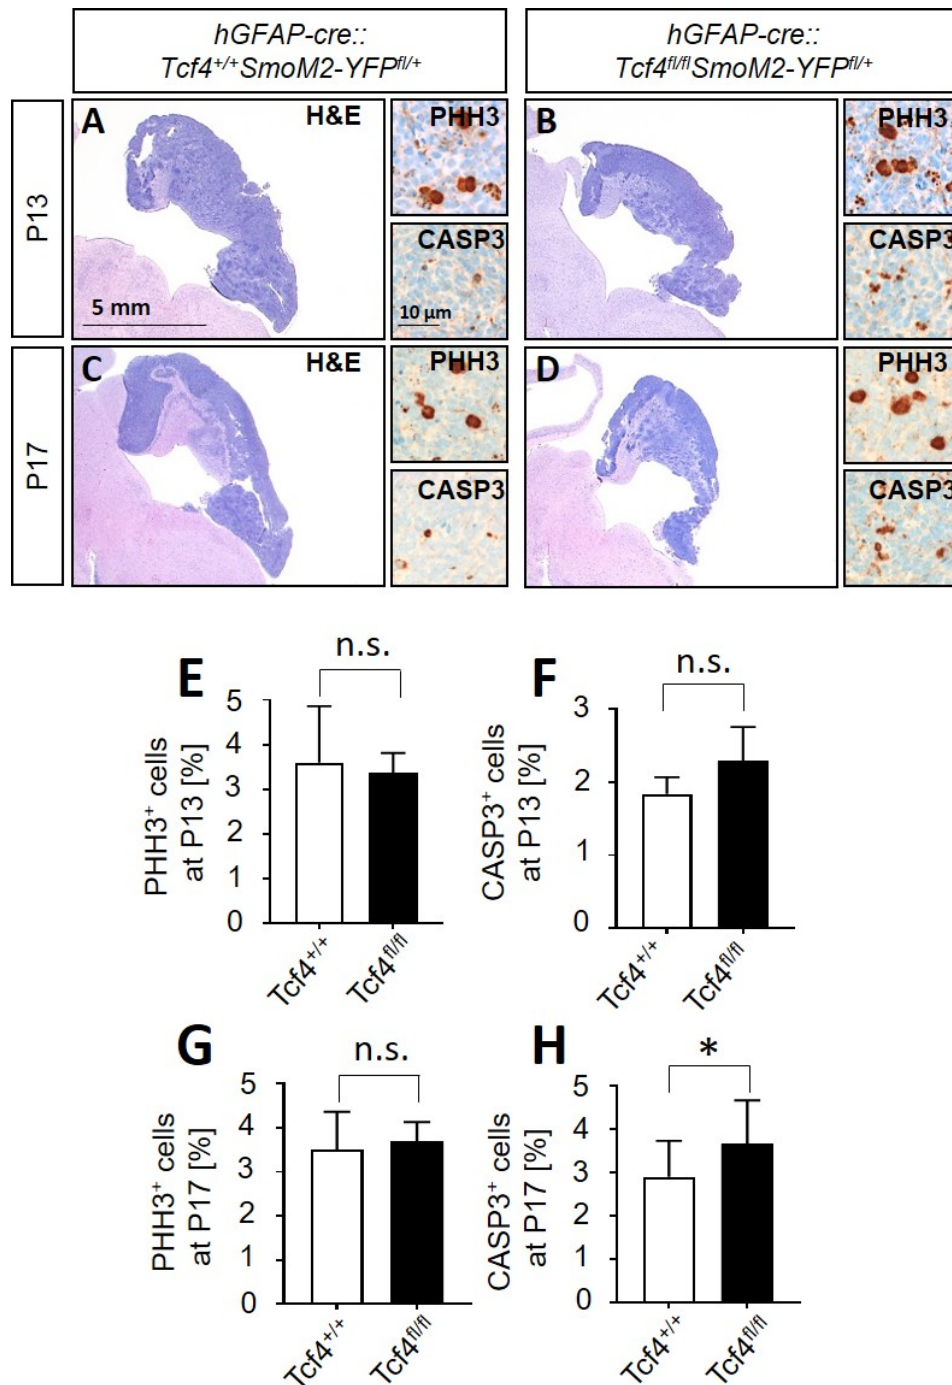 hGFAP-cre::
Tcf4+/+SmoM2-YFPfl/+
hGFAP-cre::
Tcf4fl/flSmoM2-YFPfl/+
P13
A
H&E
5 mm
PHH3
CASP3
10 µm
B
PHH3
CASP3
P17
C
H&E
PHH3
CASP3
D
PHH3
CASP3
E
n.s.
PHH3+ cells
at P13 [%]
5
4
3
2
1
0
Tcf4+/+
Tcf4fl/fl
F
n.s.
CASP3+ cells
at P13 [%]
3
2
1
0
Tcf4+/+
Tcf4fl/fl
G
n.s.
PHH3+ cells
at P17 [%]
5
4
3
2
1
0
Tcf4+/+
Tcf4fl/fl
H
*
CASP3+ cells
at P17 [%]
5
4
3
2
1
0
Tcf4+/+
Tcf4fl/fl